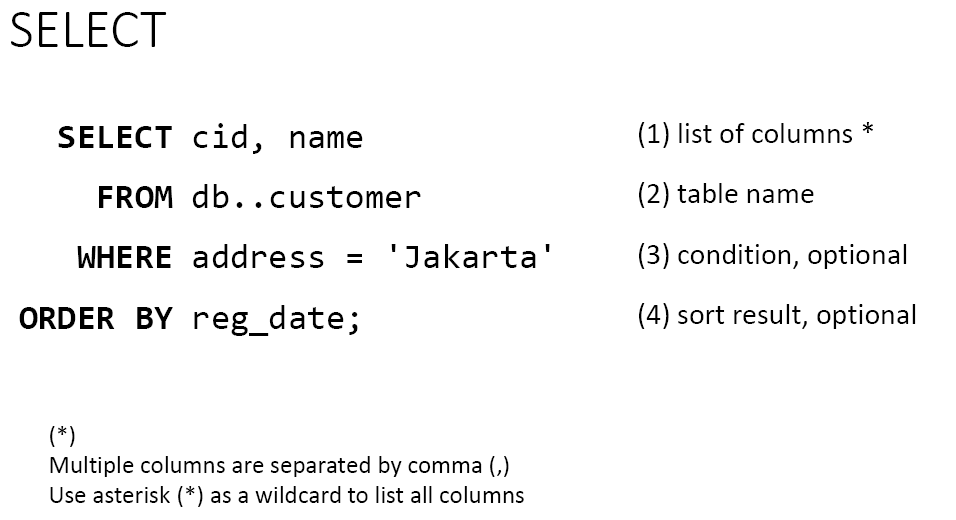 SELECT
SELECT cid, name (1) list of columns *
FROM db..customer (2) table name
WHERE address = 'Jakarta' (3) condition, optional
ORDER BY reg_date; (4) sort result, optional
(*)
Multiple columns are separated by comma (,)
Use asterisk (*) as a wildcard to list all columns